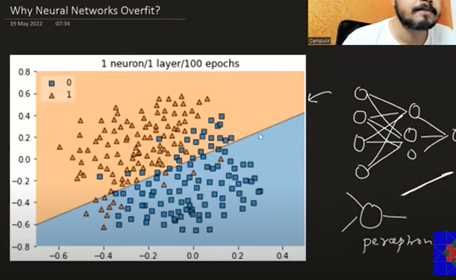 Why Neural Networks Overfit?
19 May 2022 07:34
CampusX
1 neuron/1 layer/100 epochs
0
1
0.8
0.6
0.4
0.2
0.0
−0.2
−0.4
−0.6
−0.8
−0.6 −0.4 −0.2 0.0 0.2 0.4